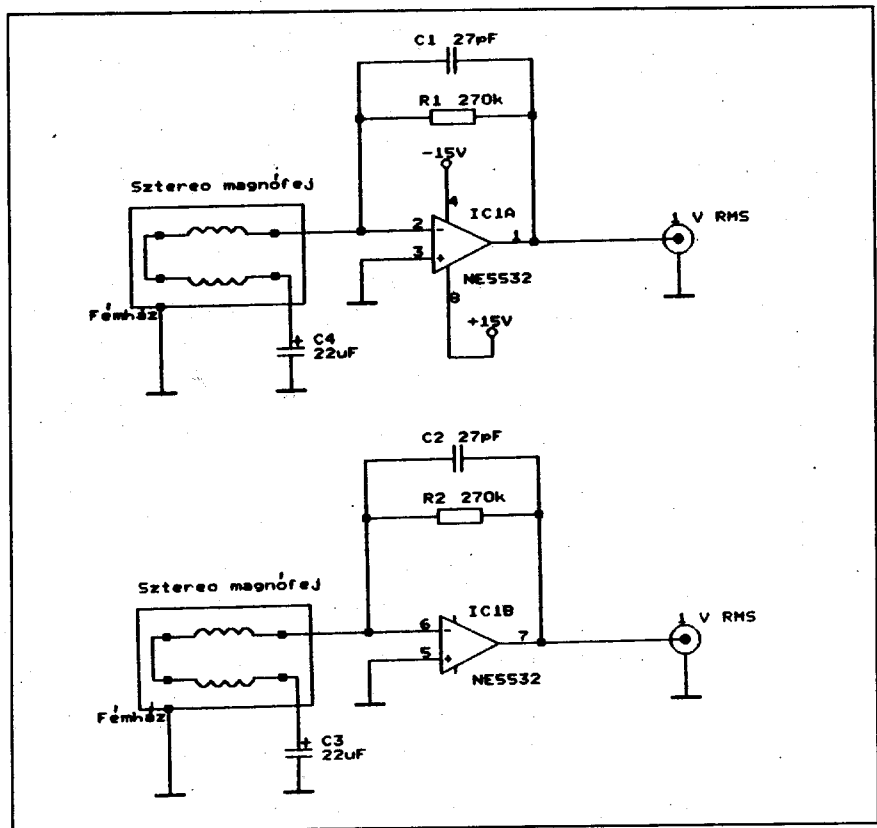 C1 27pF
R1 270k
-15V
Sztereo magnófej
4
IC1A
1 V RMS
2
-
1
3
+
NE5532
8
Fémház
+15V
+
C4
22uF
C2 27pF
R2 270k
Sztereo magnófej
IC1B
1 V RMS
6
-
7
5
+
NE5532
Fémház
+
C3
22uF